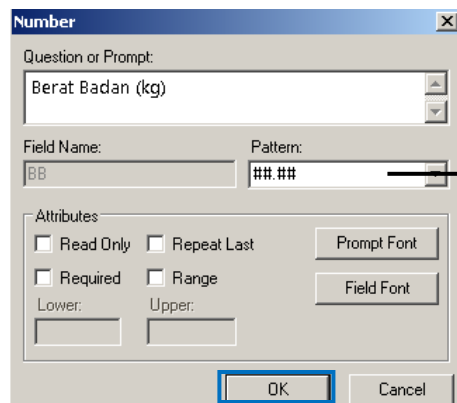 Number
Question or Prompt:
Berat Badan (kg)
Field Name: Pattern:
BB ##.##
Attributes
Read Only Repeat Last Prompt Font
Required Range Field Font
Lower: Upper:
OK Cancel